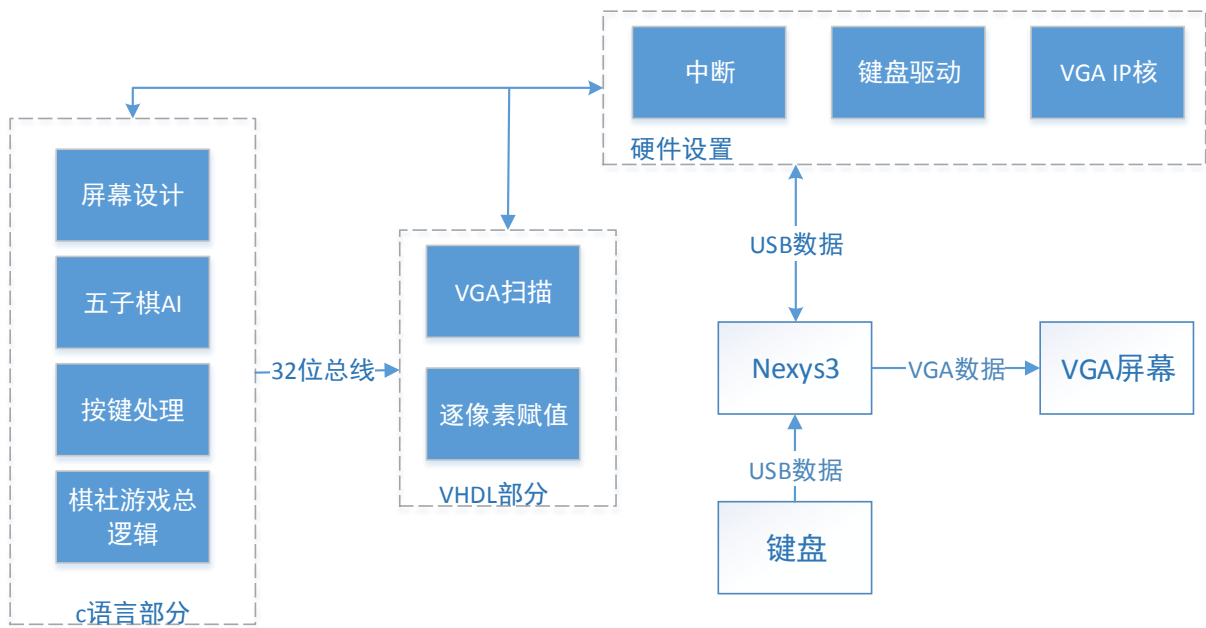 中断
键盘驱动
VGA IP核
硬件设置
屏幕设计
五子棋AI
按键处理
棋社游戏总
逻辑
c语言部分
32位总线
VGA扫描
逐像素赋值
VHDL部分
USB数据
Nexys3
VGA数据
VGA屏幕
USB数据
键盘